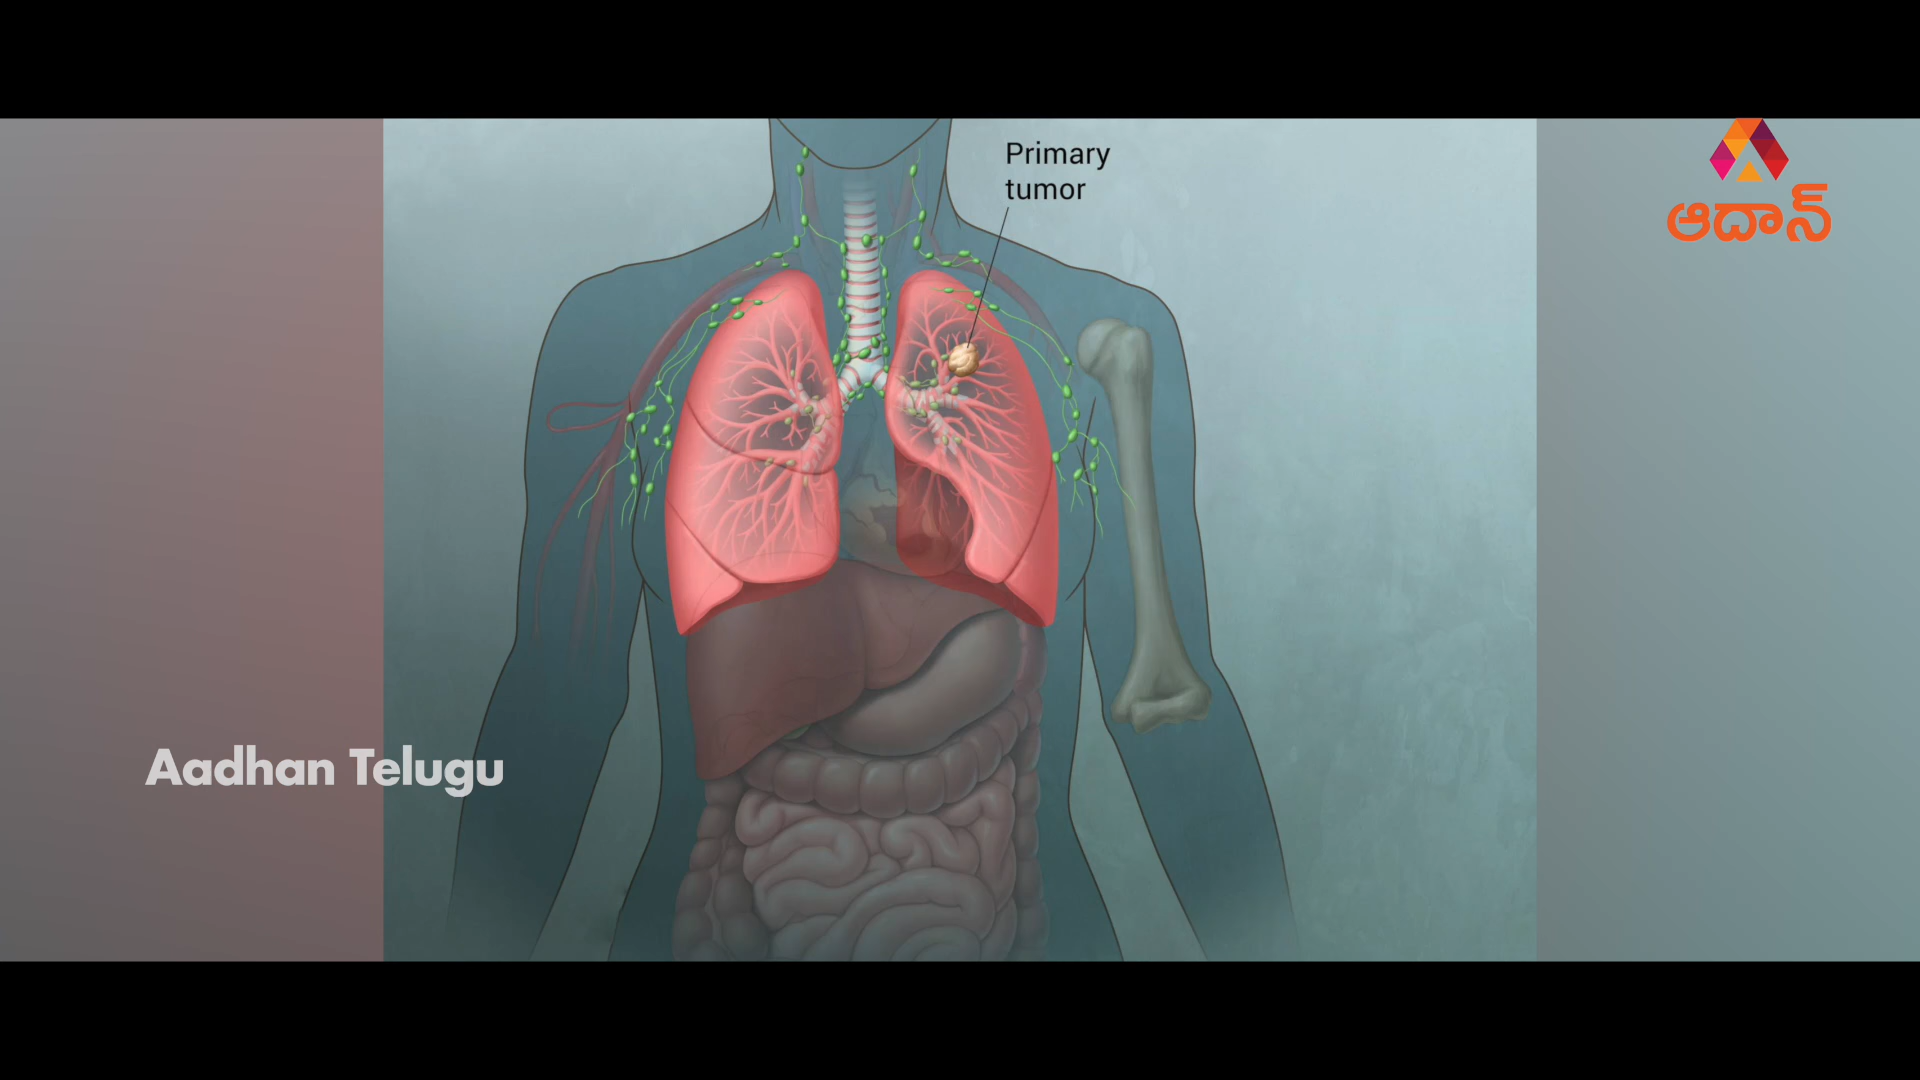 Primary
tumor
ఆదాన్
Aadhan Telugu